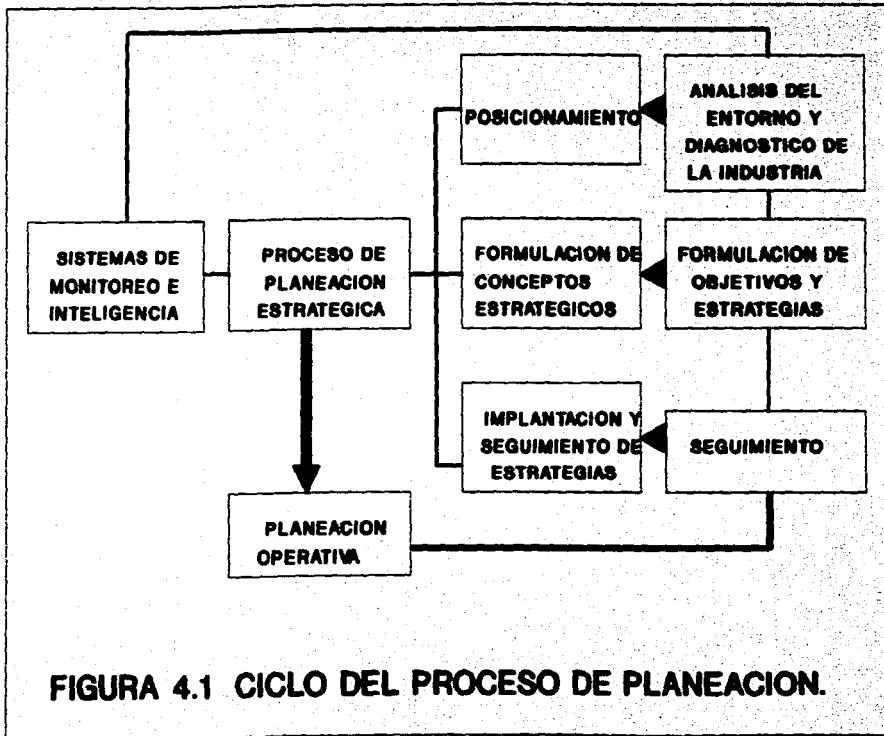 POSICIONAMIENTO
ANALISIS DEL
ENTORNO Y
DIAGNOSTICO DE
LA INDUSTRIA
SISTEMAS DE
MONITOREO E
INTELIGENCIA
PROCESO DE
PLANEACION
ESTRATEGICA
FORMULACION DE
CONCEPTOS
ESTRATEGICOS
FORMULACION DE
OBJETIVOS Y
ESTRATEGIAS
IMPLANTACION Y
SEGUIMIENTO DE
ESTRATEGIAS
SEGUIMIENTO
PLANEACION
OPERATIVA
FIGURA 4.1 CICLO DEL PROCESO DE PLANEACION.